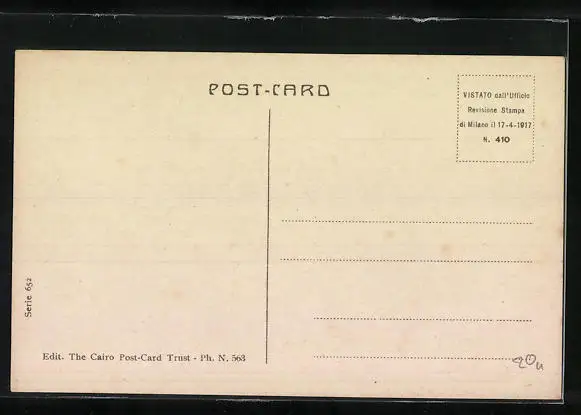 POST-CARD
VISTATO dall'Ufficio
Revisione Stampa
di Milano il 17-4-1917
N. 410
Serie 652
Edit. The Cairo Post-Card Trust - Ph. N. 563